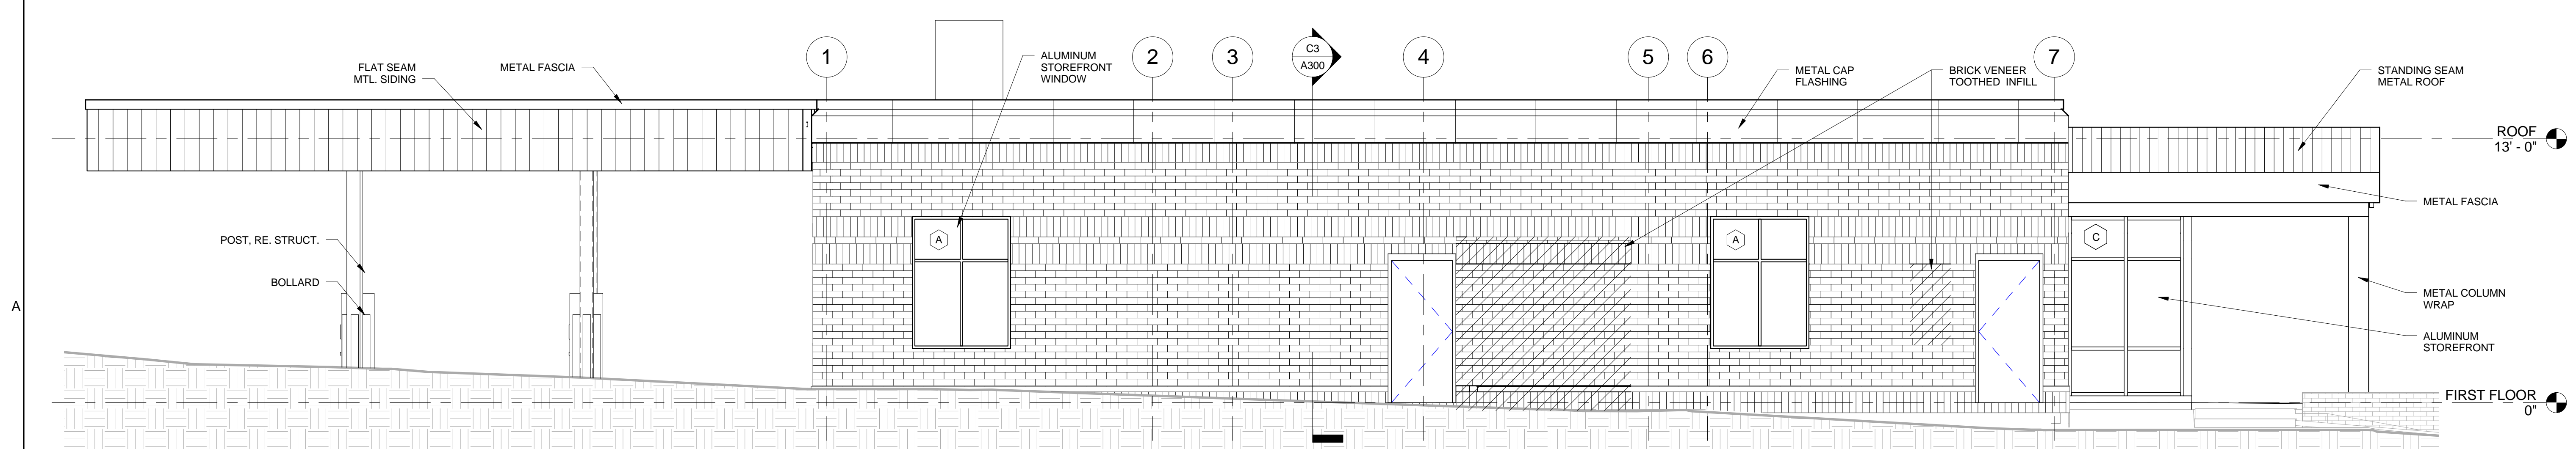 1
2
3
C3
A300
4
5
6
7
FLAT SEAM
MTL. SIDING
METAL FASCIA
ALUMINUM
STOREFRONT
WINDOW
METAL CAP
FLASHING
BRICK VENEER
TOOTHED INFILL
STANDING SEAM
METAL ROOF
ROOF
13' - 0"
METAL FASCIA
POST, RE. STRUCT.
A
A
C
BOLLARD
METAL COLUMN
WRAP
A
ALUMINUM
STOREFRONT
FIRST FLOOR
0"